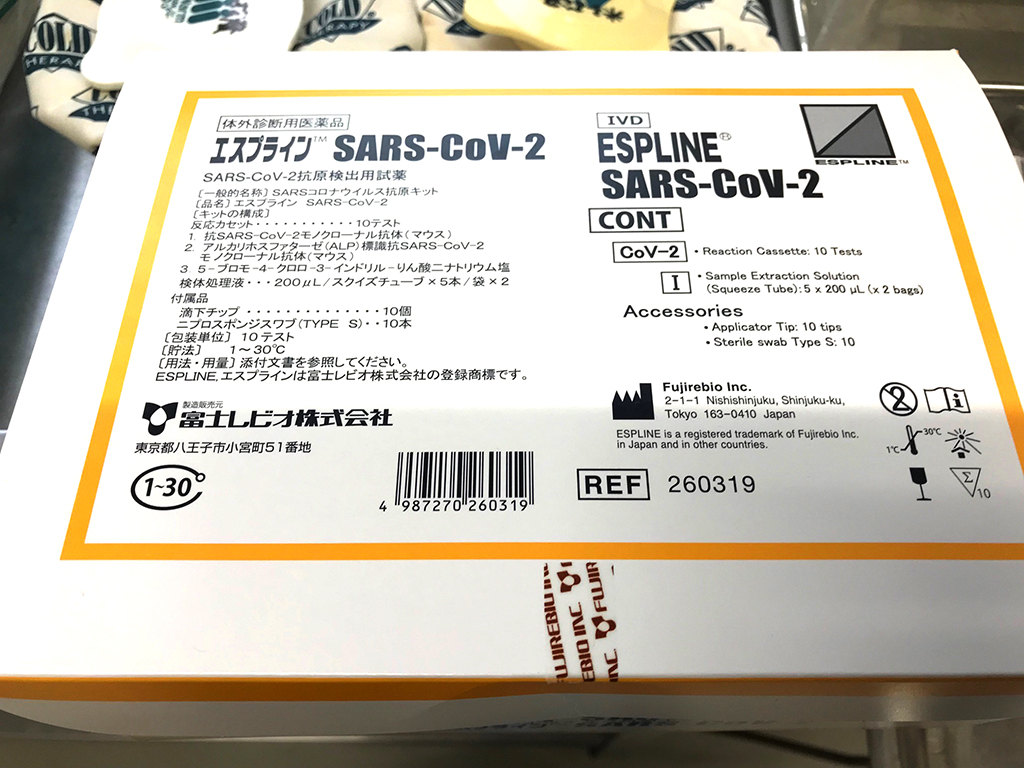 COLD
THERAPY
体外診断用医薬品
エスプライン™ SARS-CoV-2
SARS-CoV-2抗原検出用試薬
〔一般的名称〕SARSコロナウイルス抗原キット
〔品名〕エスプライン SARS-CoV-2
〔キットの構成〕
反応カセット・・・・・・・・・・・・10テスト
1. 抗SARS-CoV-2モノクローナル抗体(マウス)
2. アルカリホスファターゼ(ALP)標識抗SARS-CoV-2
モノクローナル抗体(マウス)
3. 5-ブロモ-4-クロロ-3-インドリル-りん酸二ナトリウム塩
検体処理液・・・200μL/スクイズチューブ×5本/袋×2
付属品
滴下チップ・・・・・・・・・・・・・・10個
ニプロスポンジスワブ(TYPE S)・・10本
〔包装単位〕10テスト
〔貯法〕 1～30℃
〔用法・用量〕添付文書を参照してください。
ESPLINE,エスプラインは富士レビオ株式会社の登録商標です。
製造販売元
富士レビオ株式会社
東京都八王子市小宮町51番地
1~30°
4 987270 260319
IVD
ESPLINE®
SARS-CoV-2
ESPLINE™
CONT
CoV-2 ・Reaction Cassette: 10 Tests
I ・Sample Extraction Solution
(Squeeze Tube): 5 x 200 μL (x 2 bags)
Accessories
・Applicator Tip: 10 tips
・Sterile swab Type S: 10
Fujirebio Inc.
2-1-1 Nishishinjuku, Shinjuku-ku,
Tokyo 163-0410 Japan
ESPLINE is a registered trademark of Fujirebio Inc.
in Japan and in other countries.
2
i
1℃ 30℃
Σ 10
REF 260319
FUJIREBIO INC
EBIO INC
FUJIR
INC